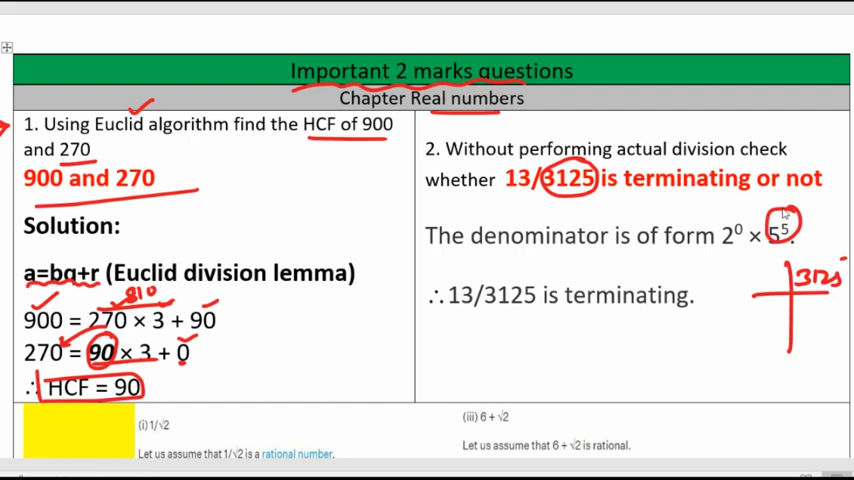 Important 2 marks questions
Chapter Real numbers
1. Using Euclid algorithm find the HCF of 900
and 270
900 and 270
Solution:
a=bq+r (Euclid division lemma)
810
900 = 270 × 3 + 90
270 = 90 × 3 + 0
∴ HCF = 90
2. Without performing actual division check
whether 13/3125 is terminating or not
The denominator is of form 2⁰ × 5⁵.
3125
∴ 13/3125 is terminating.
(i) 1/√2
Let us assume that 1/√2 is a rational number.
(iii) 6 + √2
Let us assume that 6 + √2 is rational.